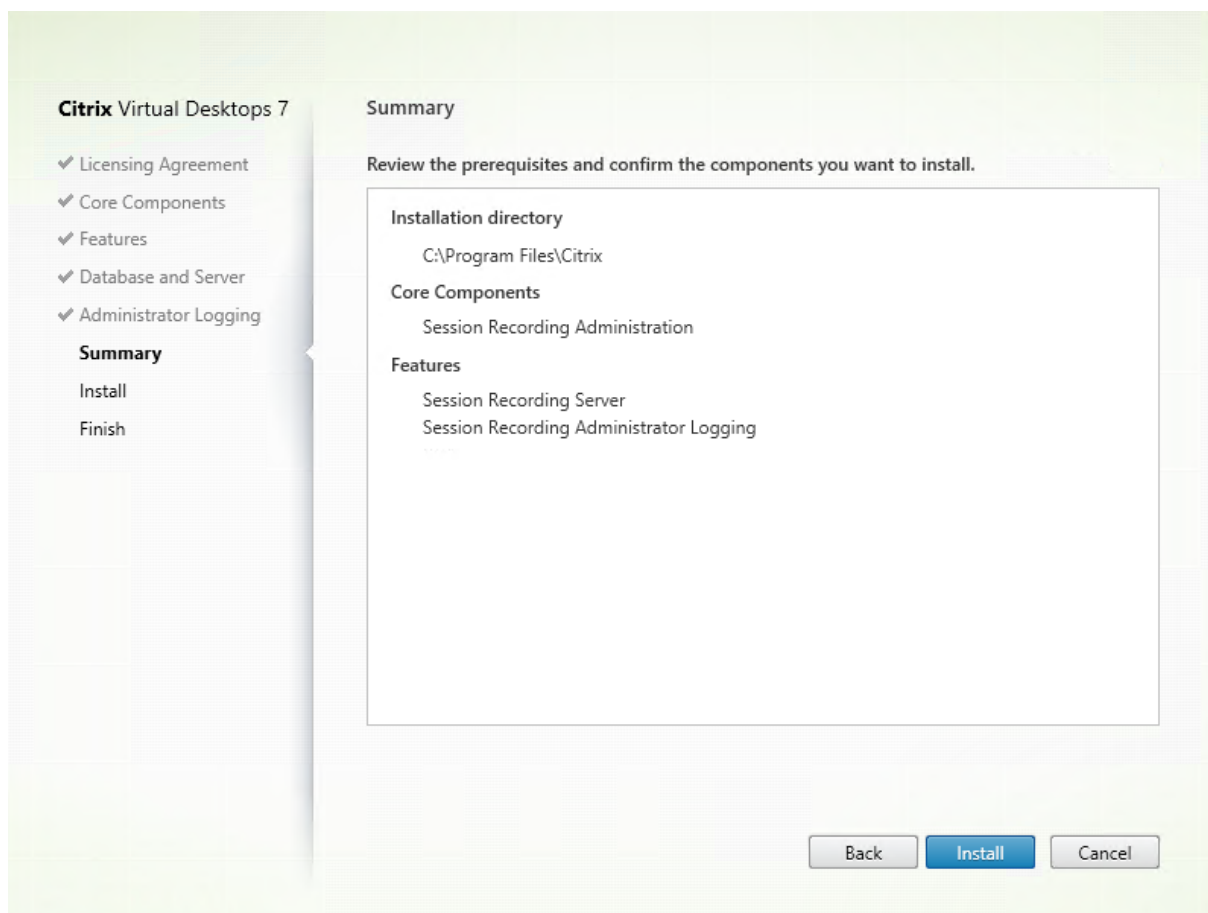 Citrix Virtual Desktops 7
Licensing Agreement
Core Components
Features
Database and Server
Administrator Logging
Summary
Install
Finish
Summary
Review the prerequisites and confirm the components you want to install.
Installation directory
C:\Program Files\Citrix
Core Components
Session Recording Administration
Features
Session Recording Server
Session Recording Administrator Logging
Back
Install
Cancel